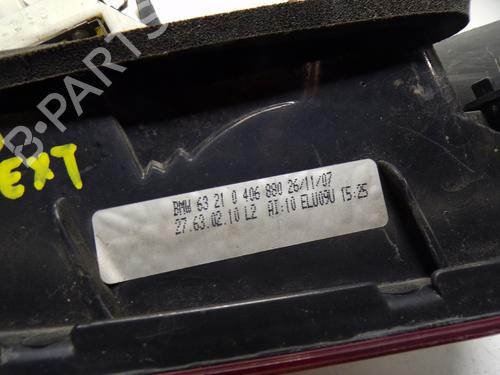 B-PARTS
EXT
BMW 63 21 0 406 880 26/11/07
27.63.02.10 L2 AI:10 ELU09U 15:25